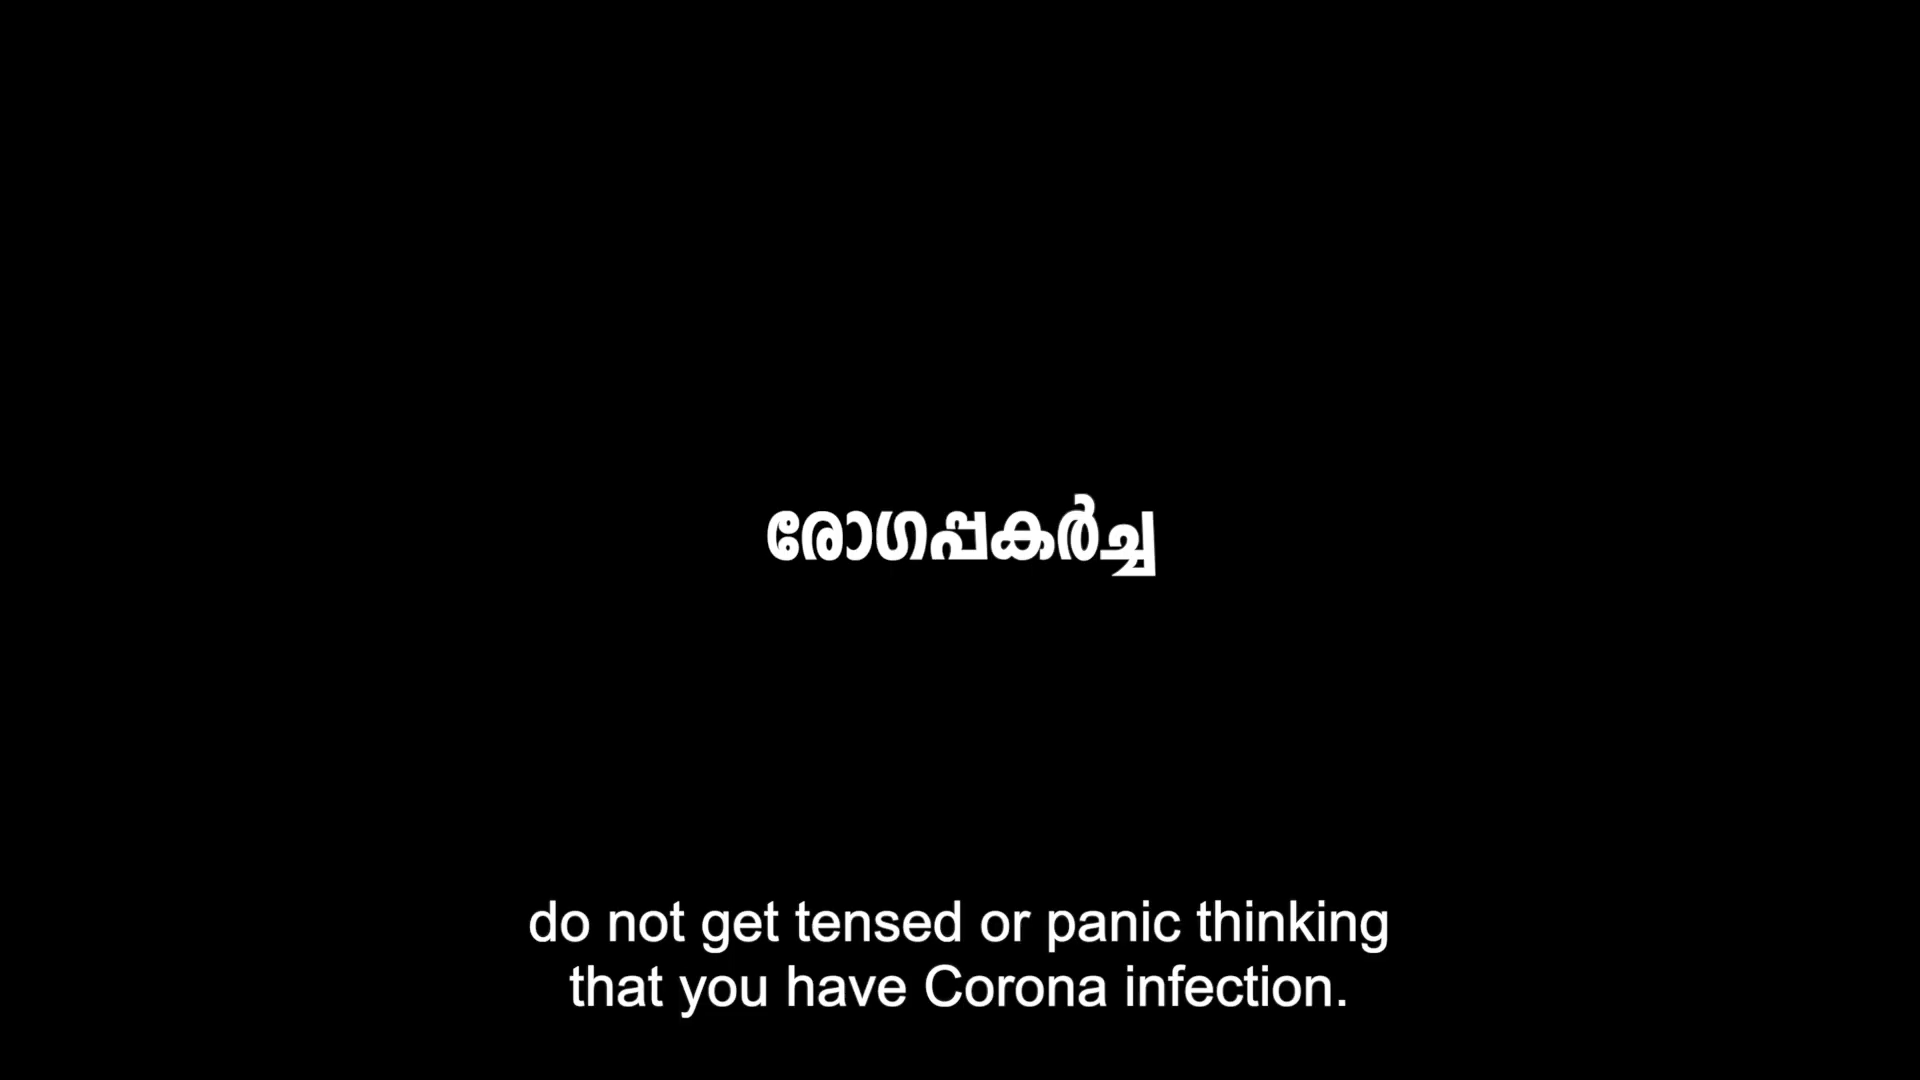 രോഗപ്പകർച്ച
do not get tensed or panic thinking
that you have Corona infection.